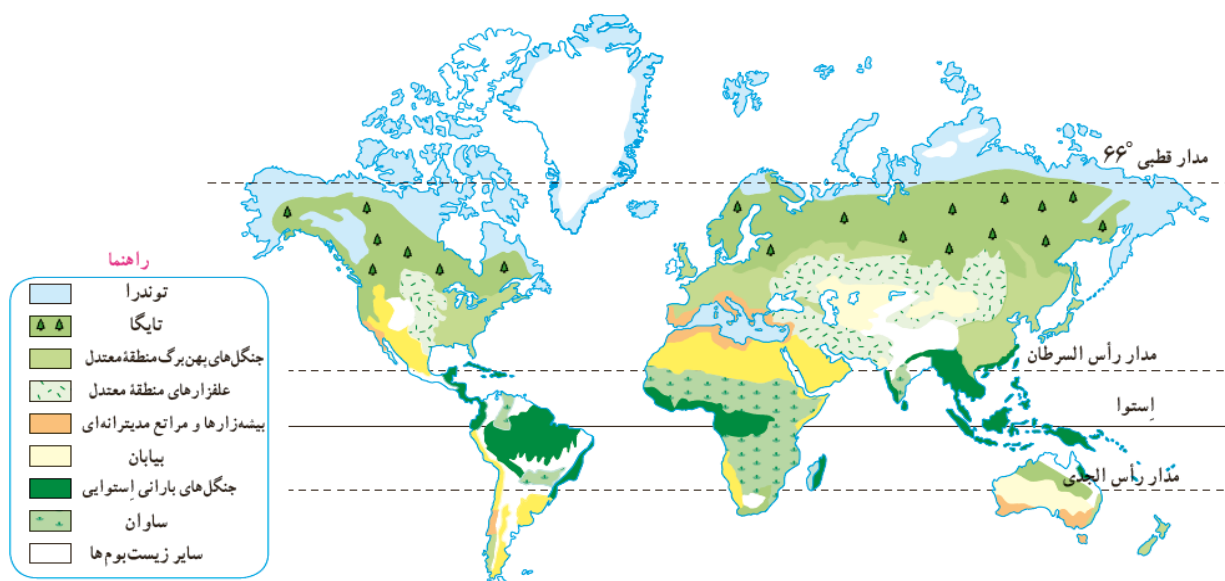 مدار قطبی ۶۶°
مدار رأس السرطان
اِستوا
مدار رأس الجدی
راهنما
توندرا
تایگا
جنگل‌های پهن‌برگ منطقهٔ معتدل
علفزارهای منطقهٔ معتدل
بیشه‌زارها و مراتع مدیترانه‌ای
بیابان
جنگل‌های بارانی اِستوایی
ساوان
سایر زیست‌بوم‌ها